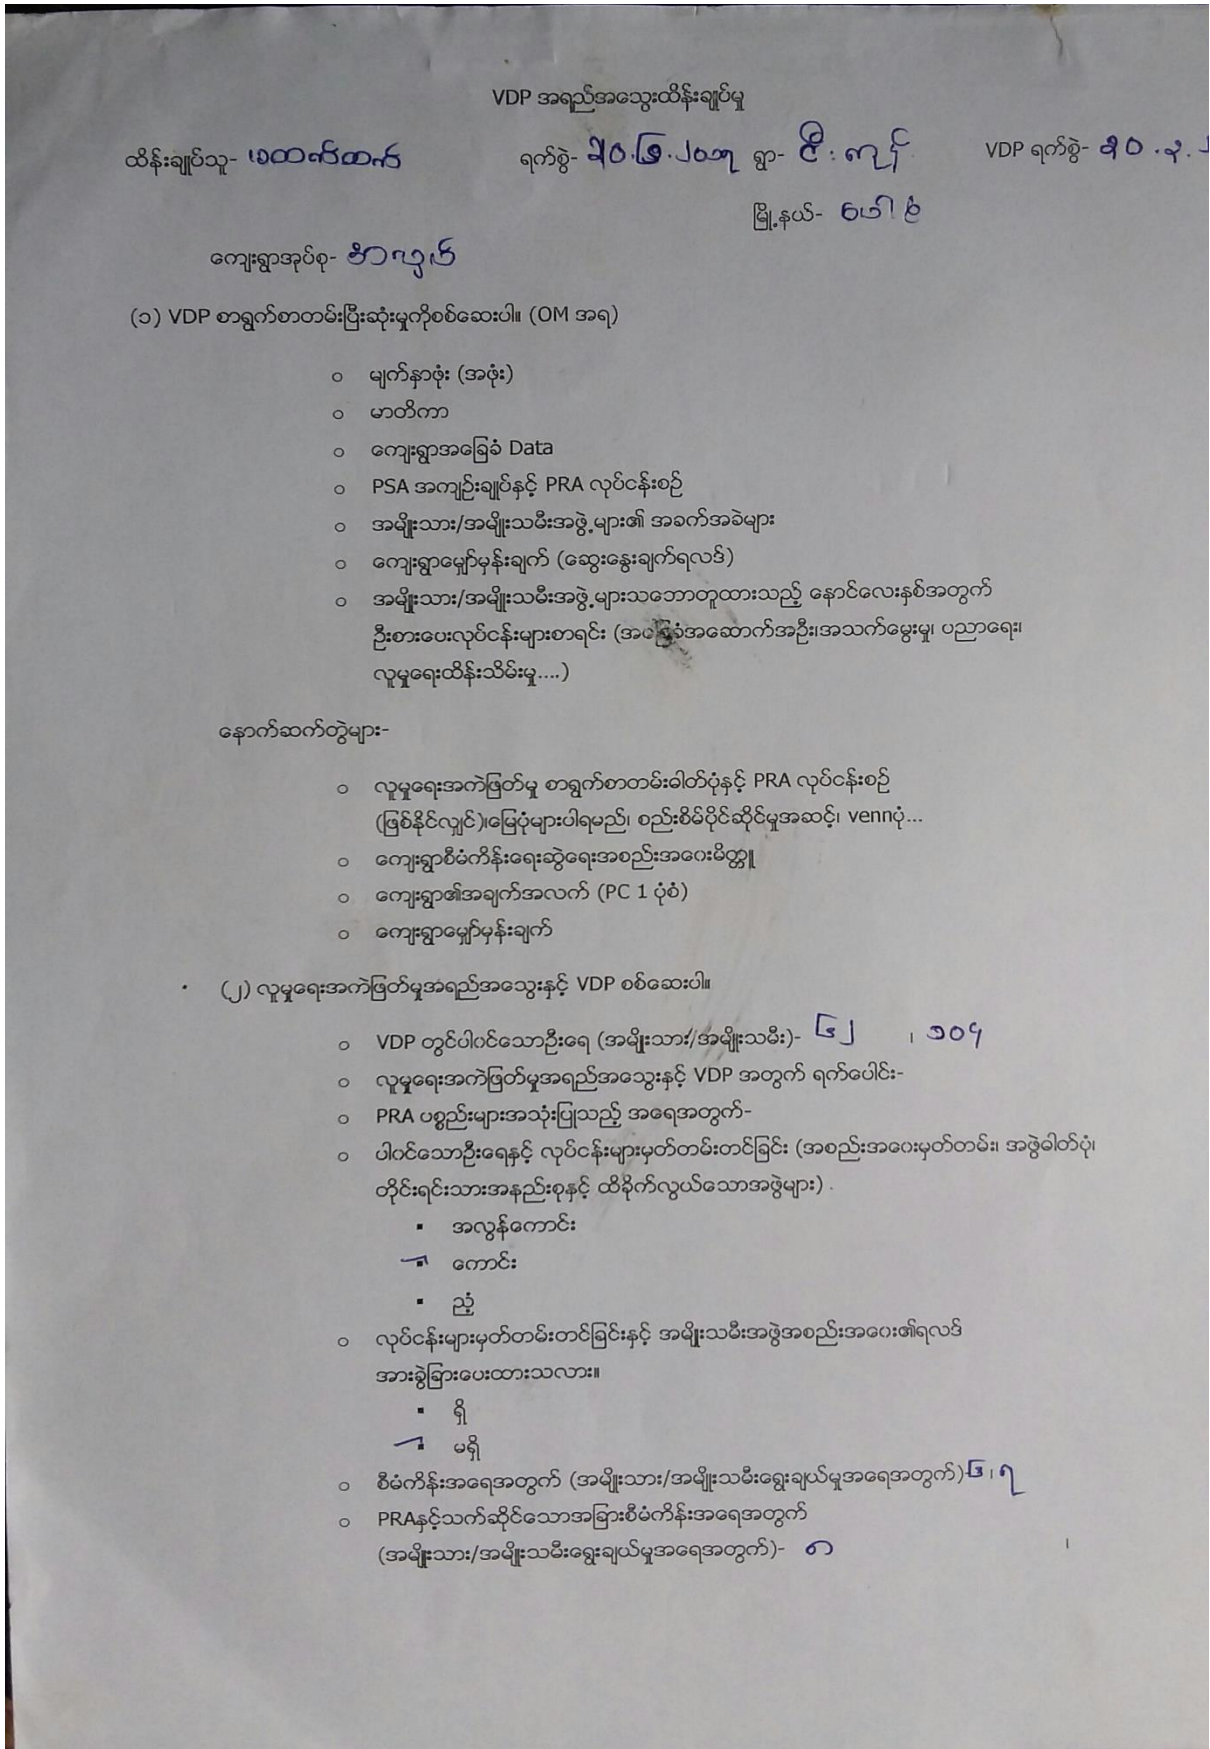 VDP အရည်အသွေးထိန်းချုပ်မှု
ထိန်းချုပ်သူ- မထက်ထက် ရက်စွဲ- ၃၀.၆.၂၀၁၇ ရွာ- ဇီးကုန် VDP ရက်စွဲ- ၃၀
မြို့နယ်-
ကျေးရွာအုပ်စု-
(၁) VDP စာရွက်စာတမ်းပြီးဆုံးမှုကိုစစ်ဆေးပါ။ (OM အရ)
o မျက်နှာဖုံး (အဖုံး)
o မာတိကာ
o ကျေးရွာအခြေခံ Data
o PSA အကျဉ်းချုပ်နှင့် PRA လုပ်ငန်းစဉ်
o အမျိုးသား/အမျိုးသမီးအဖွဲ့များ၏ အခက်အခဲများ
o ကျေးရွာမျှော်မှန်းချက် (ဆွေးနွေးချက်ရလဒ်)
o အမျိုးသား/အမျိုးသမီးအဖွဲ့များသဘောတူထားသည့် နောင်လေးနှစ်အတွက်
ဦးစားပေးလုပ်ငန်းများစာရင်း (အခြေခံအဆောက်အဦး၊အသက်မွေးမှု၊ ပညာရေး၊
လူမှုရေးထိန်းသိမ်းမှု....)
နောက်ဆက်တွဲများ-
o လူမှုရေးအကဲဖြတ်မှု စာရွက်စာတမ်းဓါတ်ပုံနှင့် PRA လုပ်ငန်းစဉ်
(ဖြစ်နိုင်လျှင်)၊မြေပုံများပါရမည်၊ စည်းစိမ်ပိုင်ဆိုင်မှုအဆင့်၊ vennပုံ...
o ကျေးရွာစီမံကိန်းရေးဆွဲရေးအစည်းအဝေးမိတ္တူ
o ကျေးရွာ၏အချက်အလက် (PC 1 ပုံစံ)
o ကျေးရွာမျှော်မှန်းချက်
(၂) လူမှုရေးအကဲဖြတ်မှုအရည်အသွေးနှင့် VDP စစ်ဆေးပါ။
o VDP တွင်ပါဝင်သောဦးရေ (အမျိုးသား/အမျိုးသမီး)- ၆၂ ၊ ၁၀၄
o လူမှုရေးအကဲဖြတ်မှုအရည်အသွေးနှင့် VDP အတွက် ရက်ပေါင်း-
o PRA ပစ္စည်းများအသုံးပြုသည့် အရေအတွက်-
o ပါဝင်သောဦးရေနှင့် လုပ်ငန်းများမှတ်တမ်းတင်ခြင်း (အစည်းအဝေးမှတ်တမ်း၊ အဖွဲဓါတ်ပုံ၊
တိုင်းရင်းသားအနည်းစုနှင့် ထိခိုက်လွယ်သောအဖွဲများ) .
▪ အလွန်ကောင်း
▪ ကောင်း
▪ ညံ့
o လုပ်ငန်းများမှတ်တမ်းတင်ခြင်းနှင့် အမျိုးသမီးအဖွဲအစည်းအဝေး၏ရလဒ်
အားခွဲခြားပေးထားသလား။
▪ ရှိ
▪ မရှိ
o စီမံကိန်းအရေအတွက် (အမျိုးသား/အမျိုးသမီးရွေးချယ်မှုအရေအတွက်)-၆၊ ၅
o PRAနှင့်သက်ဆိုင်သောအခြားစီမံကိန်းအရေအတွက်
(အမျိုးသား/အမျိုးသမီးရွေးချယ်မှုအရေအတွက်)-